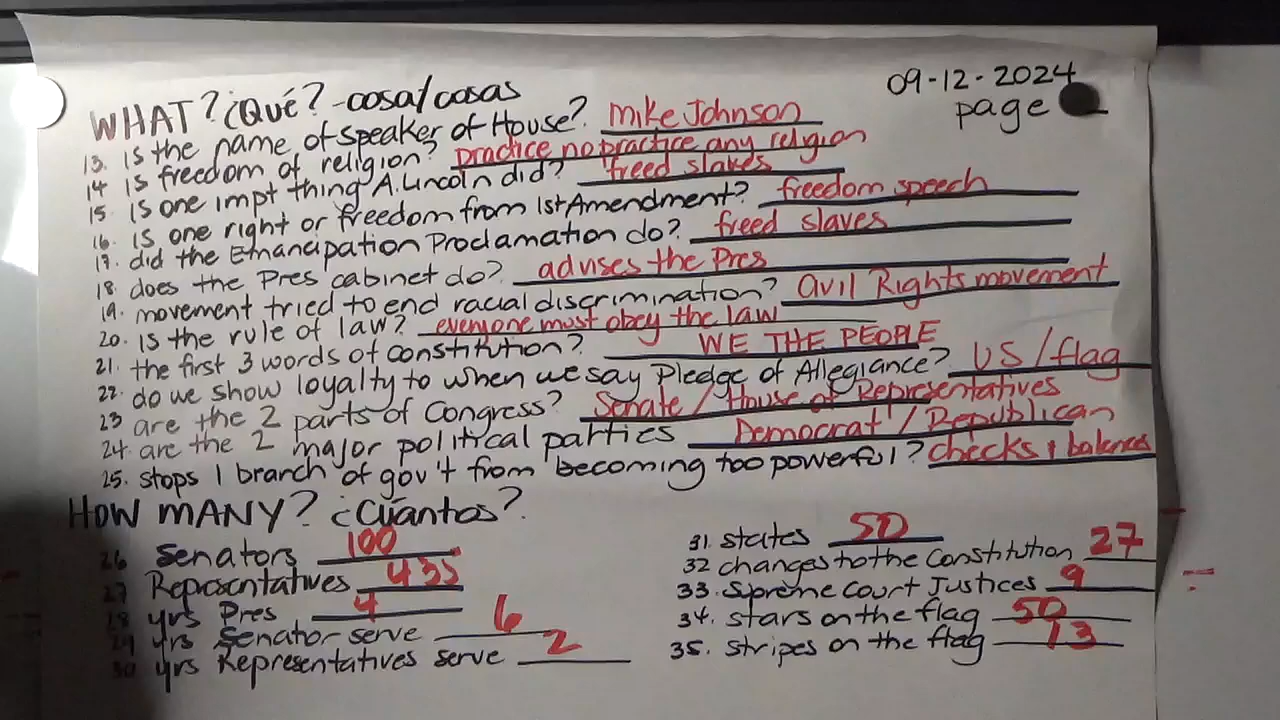 09-12-2024
page
WHAT? ¿Qué? - cosa/cosas
13. is the name of speaker of House? Mike Johnson
14 is freedom of religion? practice no practice any religion
15 is one impt thing A. Lincoln did? freed slakes
16. is one right or freedom from 1st Amendment? freedom speech
17. did the Emancipation Proclamation do? freed slaves
18 does the Pres cabinet do? advises the Pres
19. movement tried to end racial discrimination? Civil Rights movement
20. is the rule of law? everyone must obey the law
21. the first 3 words of constitution? WE THE PEOPLE
22. do we show loyalty to when we say Pledge of Allegiance? US/flag
23 are the 2 parts of Congress? Senate / House of Representatives
24. are the 2 major political parties Democrat / Republican
25. stops 1 branch of gov't from becoming too powerful? checks & balances
HOW MANY? ¿Cuántos?
26 Senators 100
27 Representatives 435
28 yrs Pres 4
29 yrs Senator serve 6
30 yrs Representatives serve 2
31. states 50
32 changes to the Constitution 27
33. Supreme Court Justices 9
34. stars on the flag 50
35. stripes on the flag 13